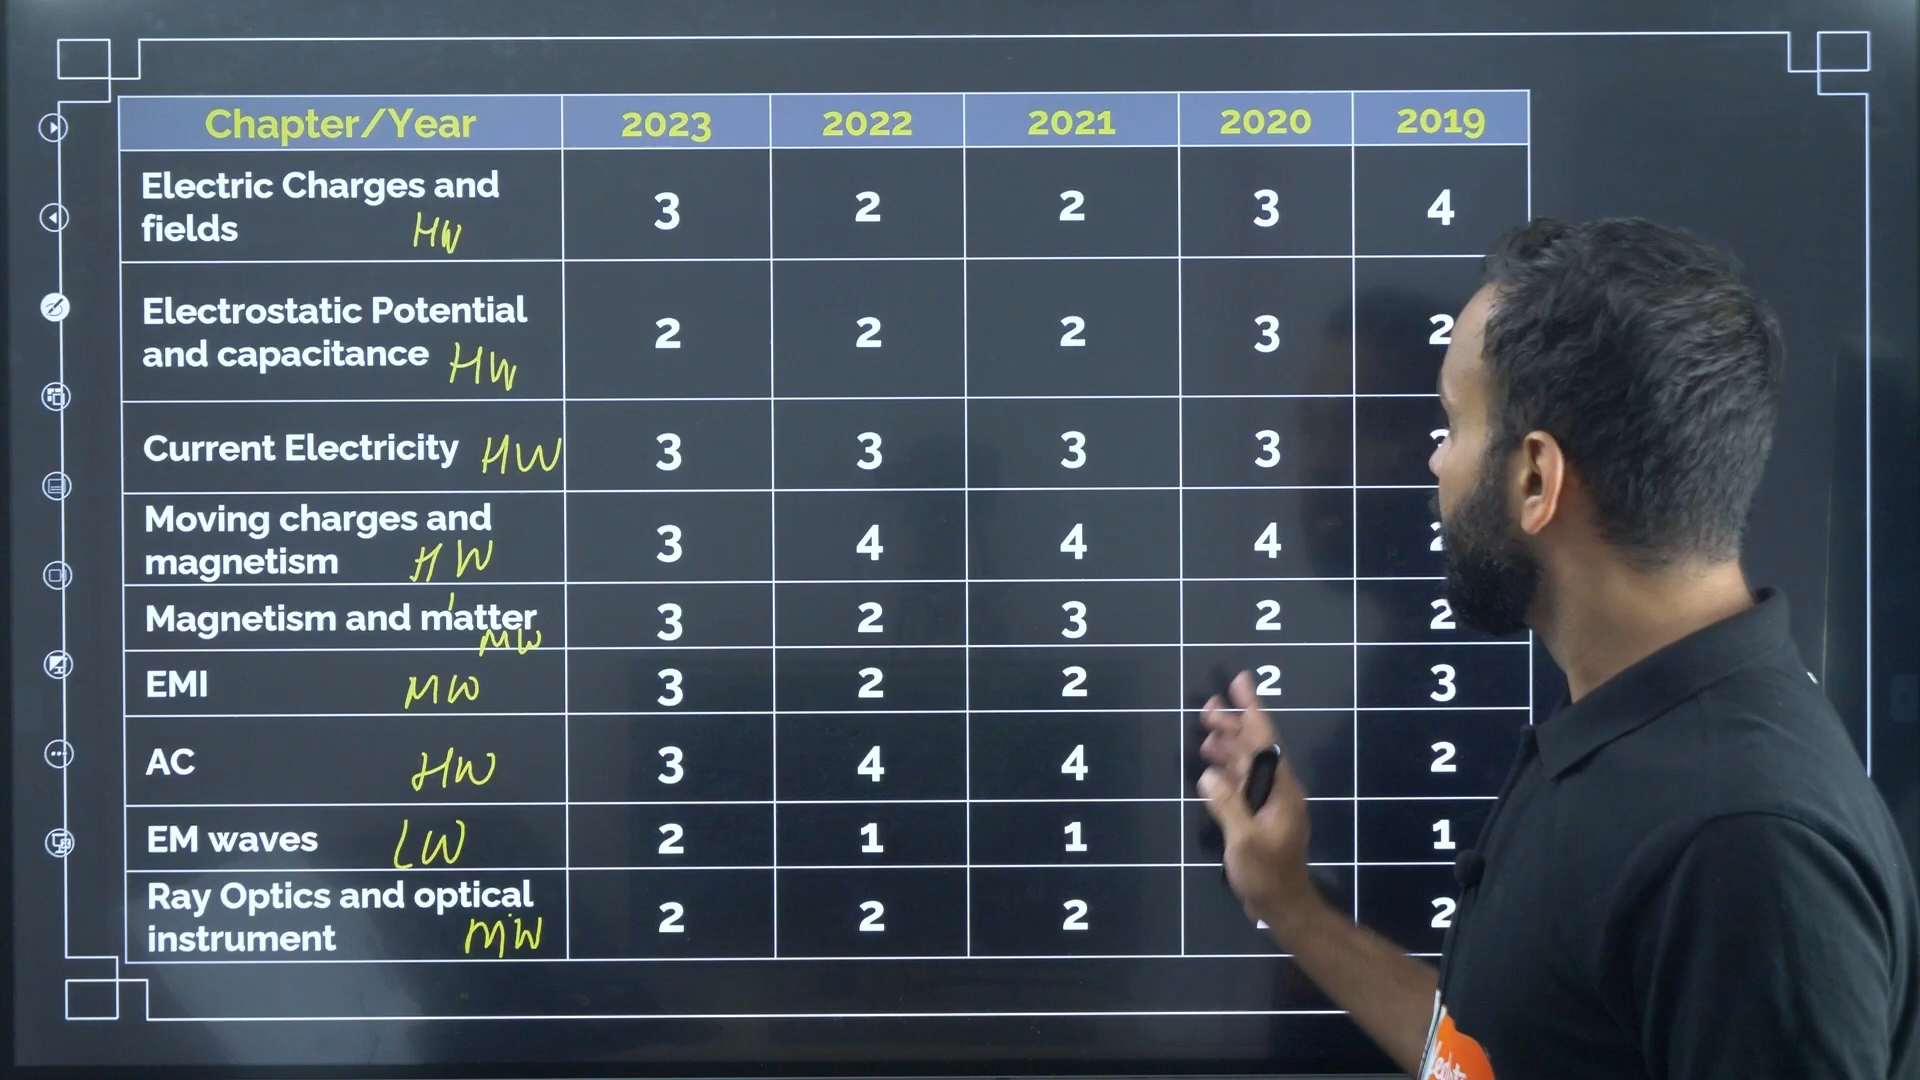 Chapter/Year 2023 2022 2021 2020 2019
Electric Charges and
fields HW 3 2 2 3 4
Electrostatic Potential
and capacitance HW 2 2 2 3 2
Current Electricity HW 3 3 3 3
Moving charges and
magnetism HW 3 4 4 4 2
Magnetism and matter 3 2 3 2 2
MW
EMI MW 3 2 2 2 3
AC HW 3 4 4 2
EM waves LW 2 1 1 1
Ray Optics and optical
instrument MW 2 2 2 2